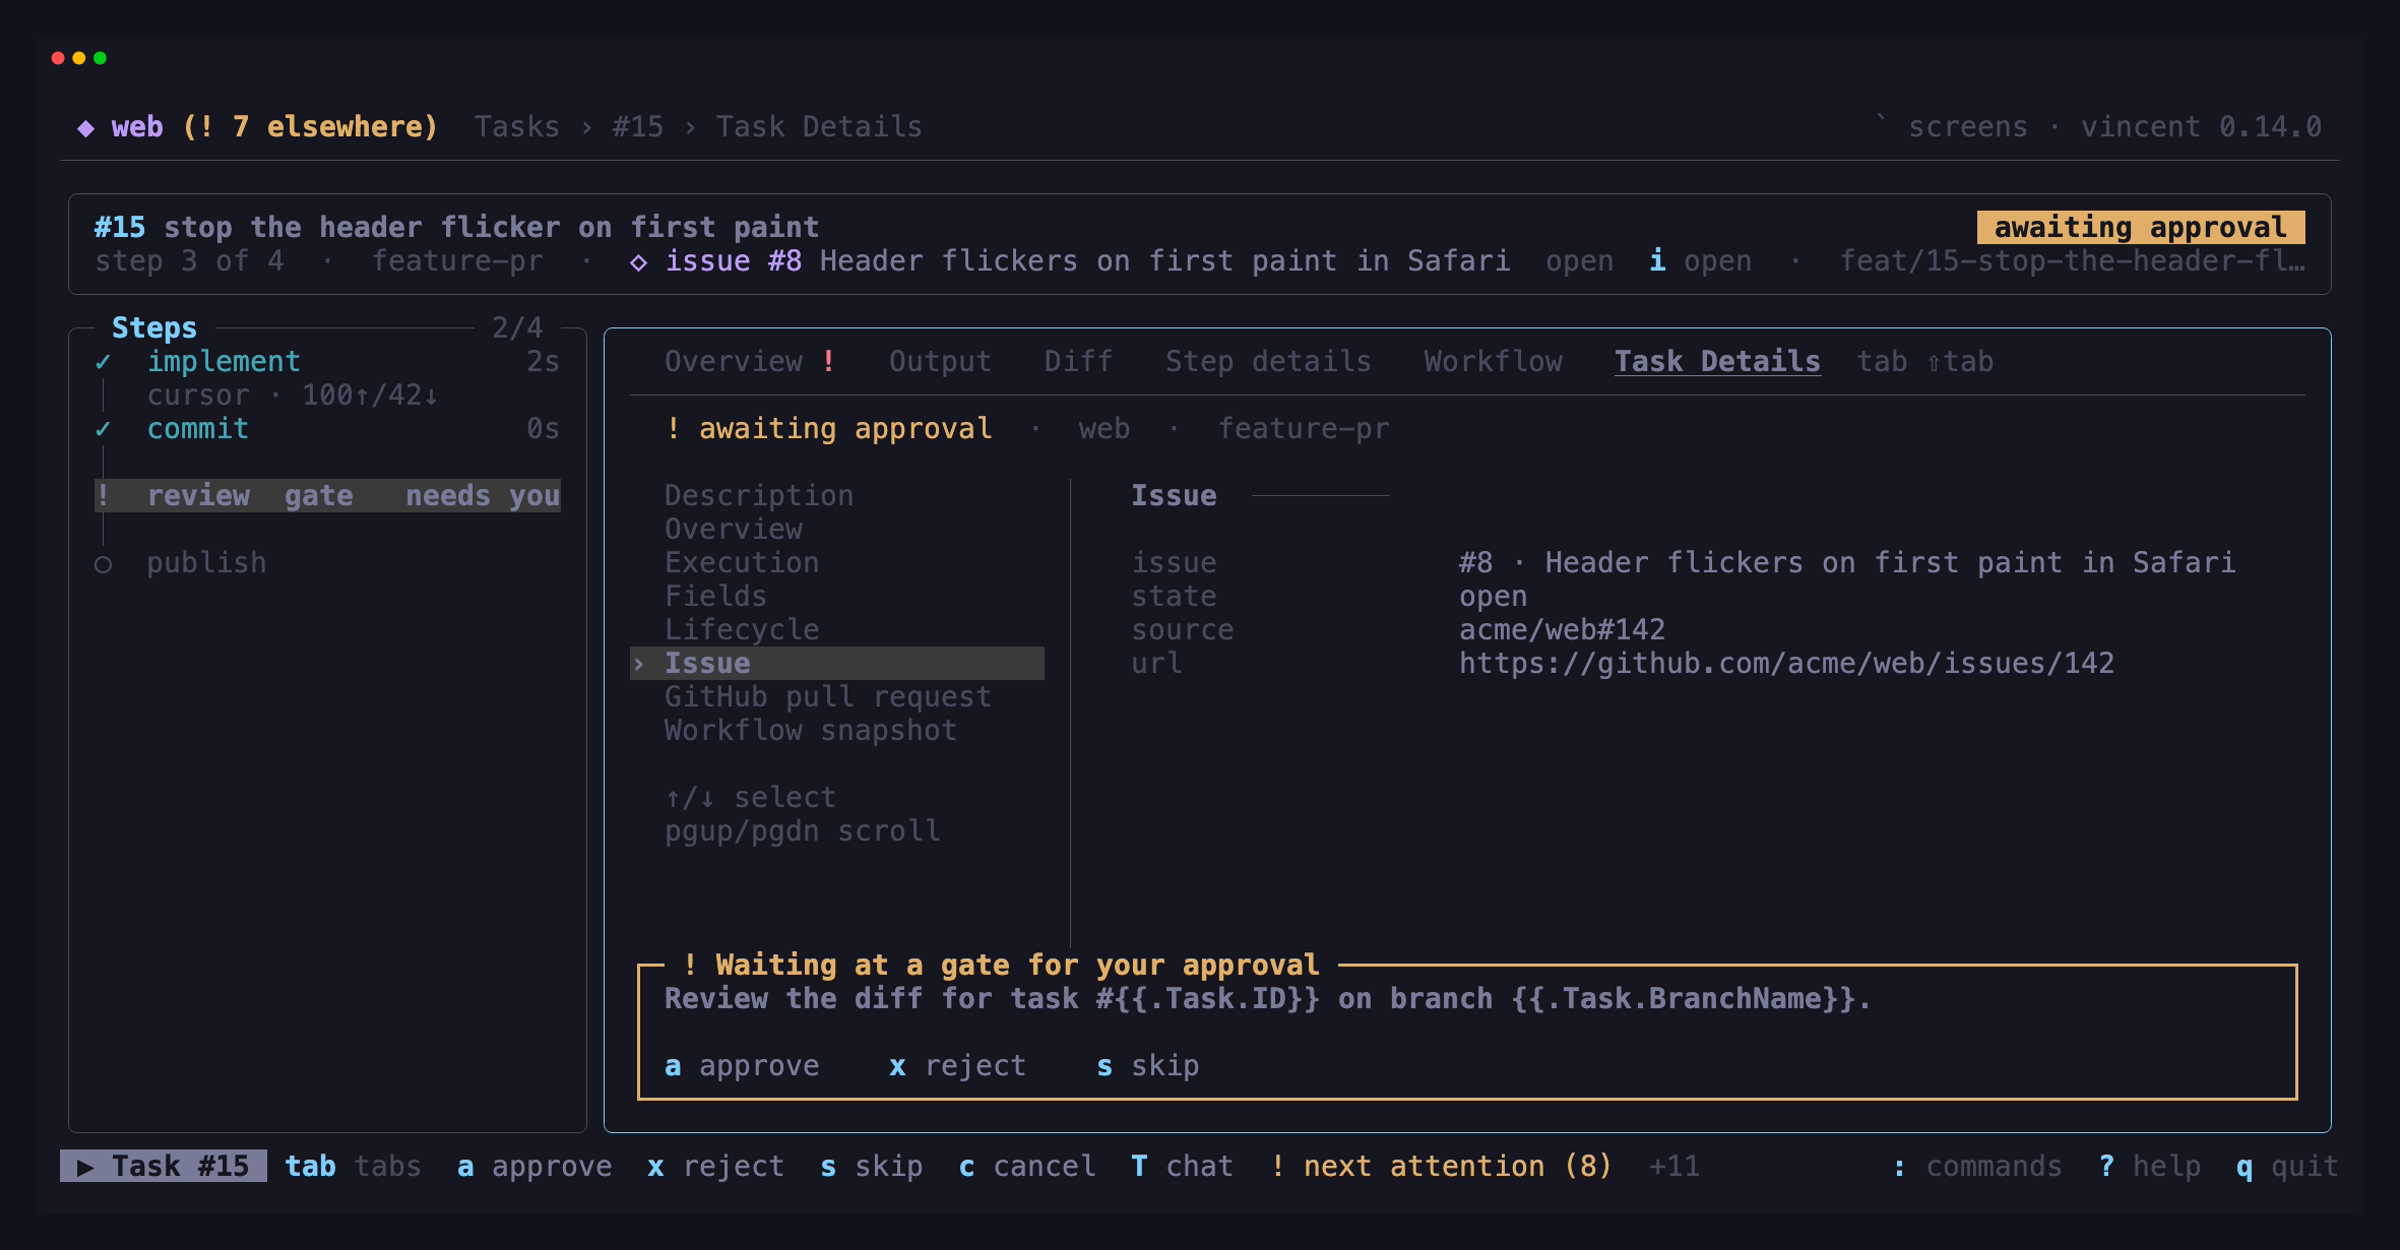 ◆ web (! 7 elsewhere)  Tasks › #15 › Task Details  ` screens · vincent 0.14.0
#15 stop the header flicker on first paint  awaiting approval
step 3 of 4 · feature-pr · ◇ issue #8 Header flickers on first paint in Safari  open  i open · feat/15-stop-the-header-fl…
Steps 2/4
✓ implement 2s
cursor · 100↑/42↓
✓ commit 0s
! review gate needs you
○ publish
Overview !  Output  Diff  Step details  Workflow  Task Details  tab ⇧tab
! awaiting approval · web · feature-pr
Description
Overview
Execution
Fields
Lifecycle
› Issue
GitHub pull request
Workflow snapshot
↑/↓ select
pgup/pgdn scroll
Issue
issue #8 · Header flickers on first paint in Safari
state open
source acme/web#142
url https://github.com/acme/web/issues/142
! Waiting at a gate for your approval
Review the diff for task #{{.Task.ID}} on branch {{.Task.BranchName}}.
a approve  x reject  s skip
▶ Task #15  tab tabs  a approve  x reject  s skip  c cancel  T chat  ! next attention (8)  +11  : commands  ? help  q quit